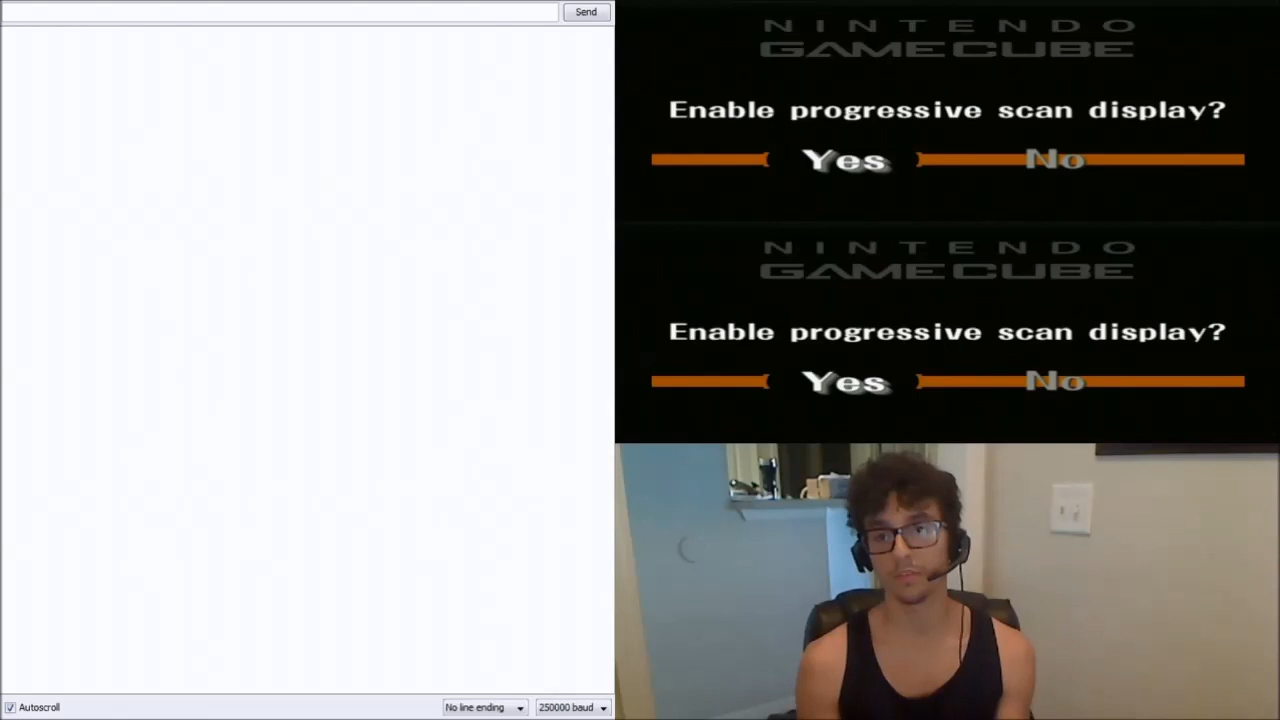 Send
NINTENDO
GAMECUBE
Enable progressive scan display?
Yes No
NINTENDO
GAMECUBE
Enable progressive scan display?
Yes No
Autoscroll
No line ending
250000 baud